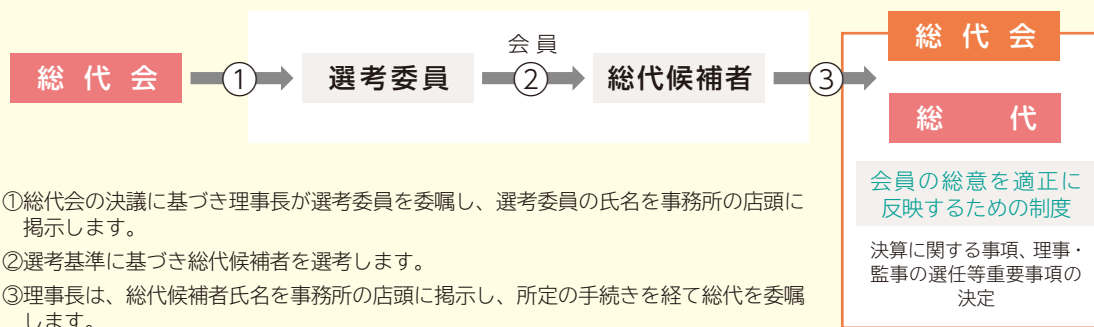 会員
総代会
総代会 ① 選考委員 ② 総代候補者 ③
総代
会員の総意を適正に
反映するための制度
決算に関する事項、理事・
監事の選任等重要事項の
決定
①総代会の決議に基づき理事長が選考委員を委嘱し、選考委員の氏名を事務所の店頭に
掲示します。
②選考基準に基づき総代候補者を選考します。
③理事長は、総代候補者氏名を事務所の店頭に掲示し、所定の手続きを経て総代を委嘱
します。